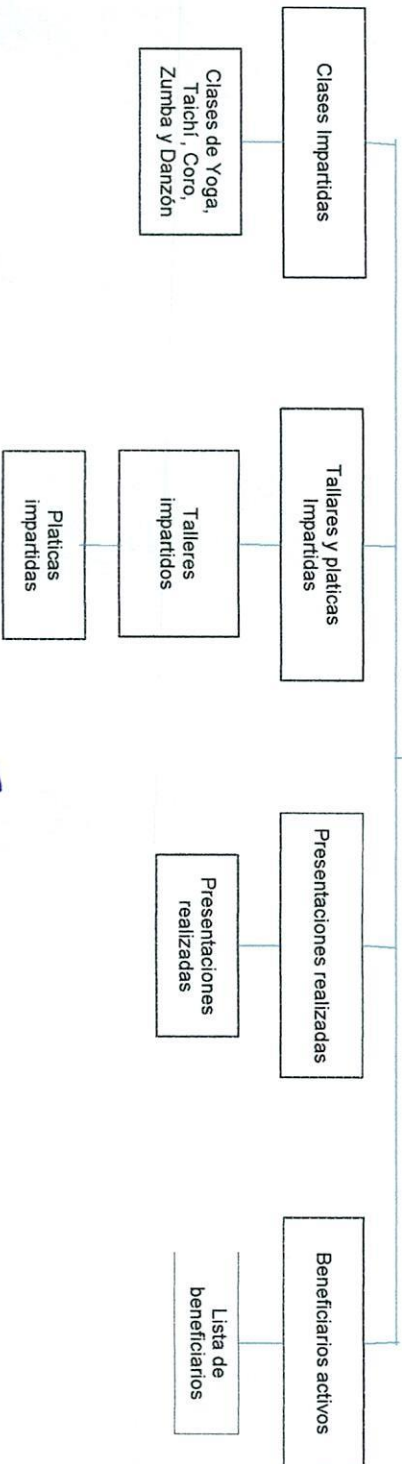 Clases Impartidas
Clases de Yoga,
Taichí , Coro,
Zumba y Danzón
Tallares y platicas
Impartidas
Talleres
impartidos
Platicas
impartidas
Presentaciones realizadas
Presentaciones
realizadas
Beneficiarios activos
Lista de
beneficiarios